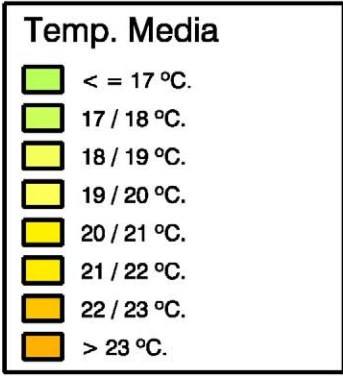 Temp. Media
< = 17 ºC.
17 / 18 ºC.
18 / 19 ºC.
19 / 20 ºC.
20 / 21 ºC.
21 / 22 ºC.
22 / 23 ºC.
> 23 ºC.